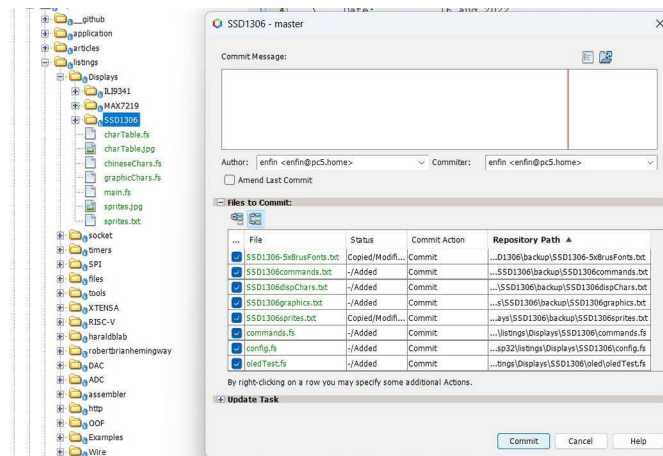 __github
application
articles
listings
Displays
ILI9341
MAX7219
SSD1306
charTable.fs
charTable.jpg
chineseChars.fs
graphicChars.fs
main.fs
sprites.jpg
sprites.txt
socket
timers
SPI
files
tools
XTENSA
RISC-V
haraldblab
robertbrianhemingway
DAC
ADC
assembler
http
OOF
Examples
Wire
4 \ Date: 16 aug 2022
SSD1306 - master
Commit Message:
Author: enfin <enfin@pc5.home> Commiter: enfin <enfin@pc5.home>
Amend Last Commit
Files to Commit:
... File Status Commit Action Repository Path
SSD1306-5x8rusFonts.txt Copied/Modifi... Commit ...D1306\backup\SSD1306-5x8rusFonts.txt
SSD1306commands.txt -/Added Commit ...SSD1306\backup\SSD1306commands.txt
SSD1306dispChars.txt -/Added Commit ...\SSD1306\backup\SSD1306dispChars.txt
SSD1306graphics.txt -/Added Commit ...s\SSD1306\backup\SSD1306graphics.txt
SSD1306sprites.txt Copied/Modifi... Commit ...ays\SSD1306\backup\SSD1306sprites.txt
commands.fs -/Added Commit ...\listings\Displays\SSD1306\commands.fs
config.fs -/Added Commit ...sp32\listings\Displays\SSD1306\config.fs
oledTest.fs -/Added Commit ...tings\Displays\SSD1306\oled\oledTest.fs
By right-clicking on a row you may specify some additional Actions.
Update Task
Commit Cancel Help